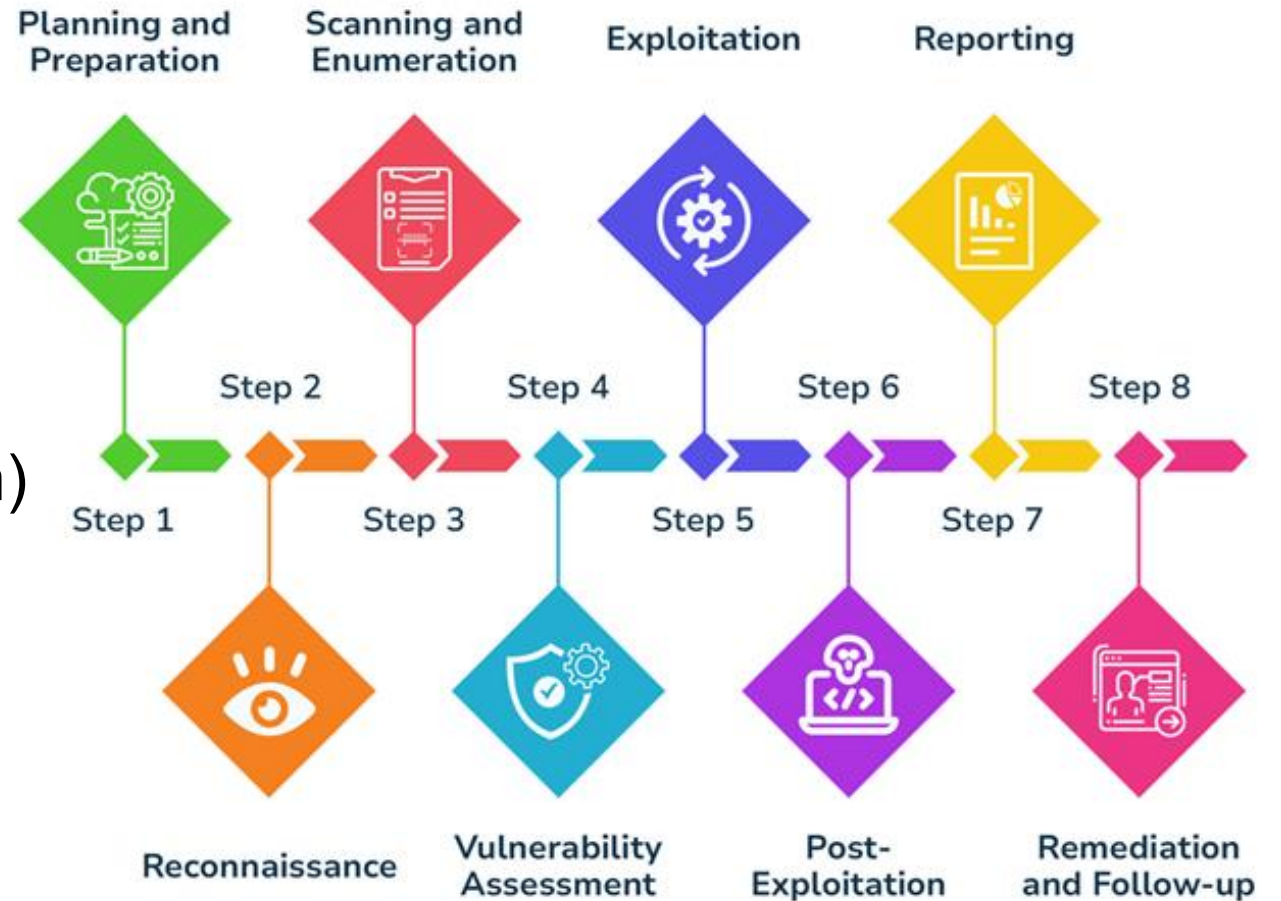 Planning and
Preparation
Scanning and
Enumeration
Exploitation
Reporting
Step 2
Step 4
Step 6
Step 8
)
Step 1
Step 3
Step 5
Step 7
</>
Reconnaissance
Vulnerability
Assessment
Post-
Exploitation
Remediation
and Follow-up